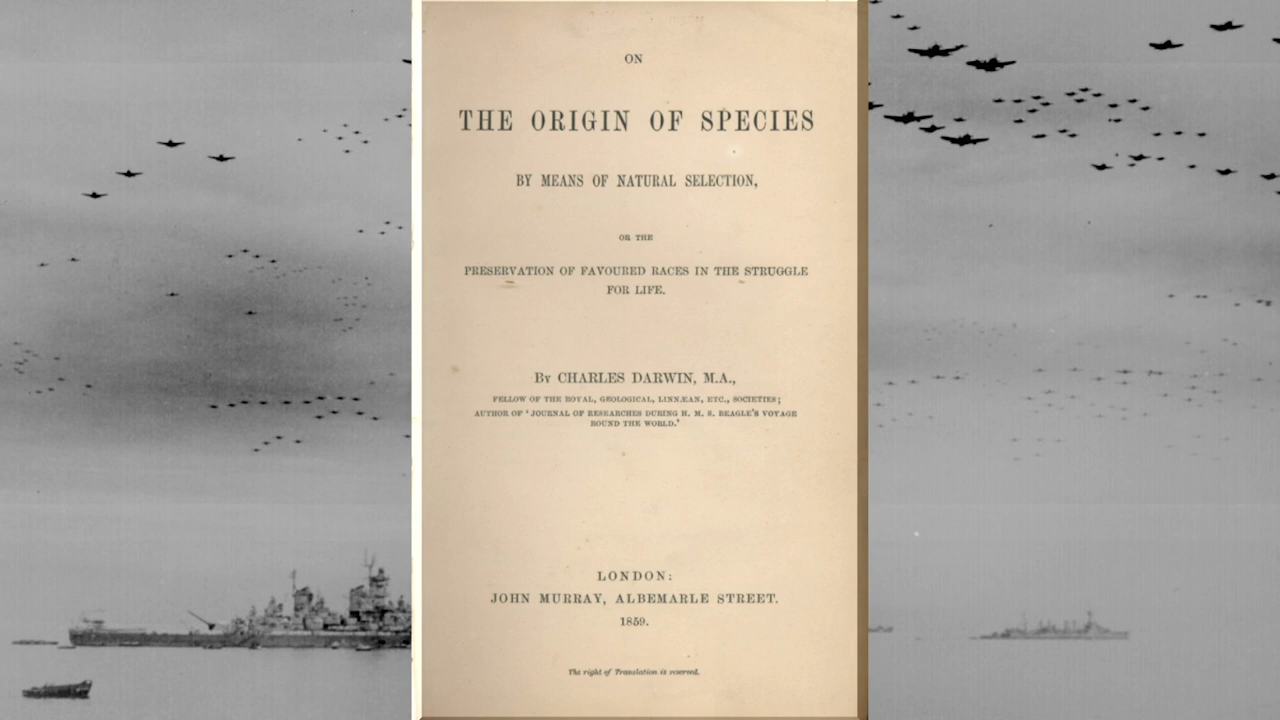 ON
THE ORIGIN OF SPECIES
BY MEANS OF NATURAL SELECTION,
OR THE
PRESERVATION OF FAVOURED RACES IN THE STRUGGLE
FOR LIFE.
By CHARLES DARWIN, M.A.,
FELLOW OF THE ROYAL, GEOLOGICAL, LINNÆAN, ETC., SOCIETIES;
AUTHOR OF 'JOURNAL OF RESEARCHES DURING H. M. S. BEAGLE'S VOYAGE
ROUND THE WORLD.'
LONDON:
JOHN MURRAY, ALBEMARLE STREET.
1859.
The right of Translation is reserved.